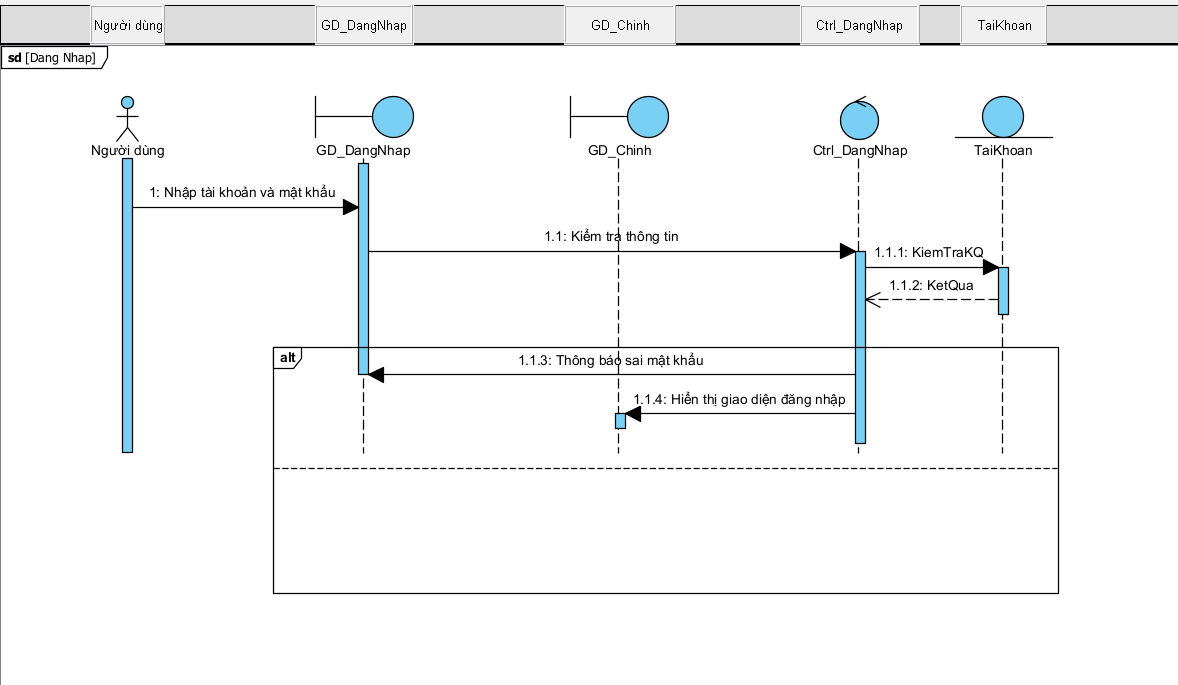 Người dùng
GD_DangNhap
GD_Chinh
Ctrl_DangNhap
TaiKhoan
sd [Dang Nhap]
Người dùng
GD_DangNhap
GD_Chinh
Ctrl_DangNhap
TaiKhoan
1: Nhập tài khoản và mật khẩu
1.1: Kiểm tra thông tin
1.1.1: KiemTraKQ
1.1.2: KetQua
alt
1.1.3: Thông báo sai mật khẩu
1.1.4: Hiển thị giao diện đăng nhập